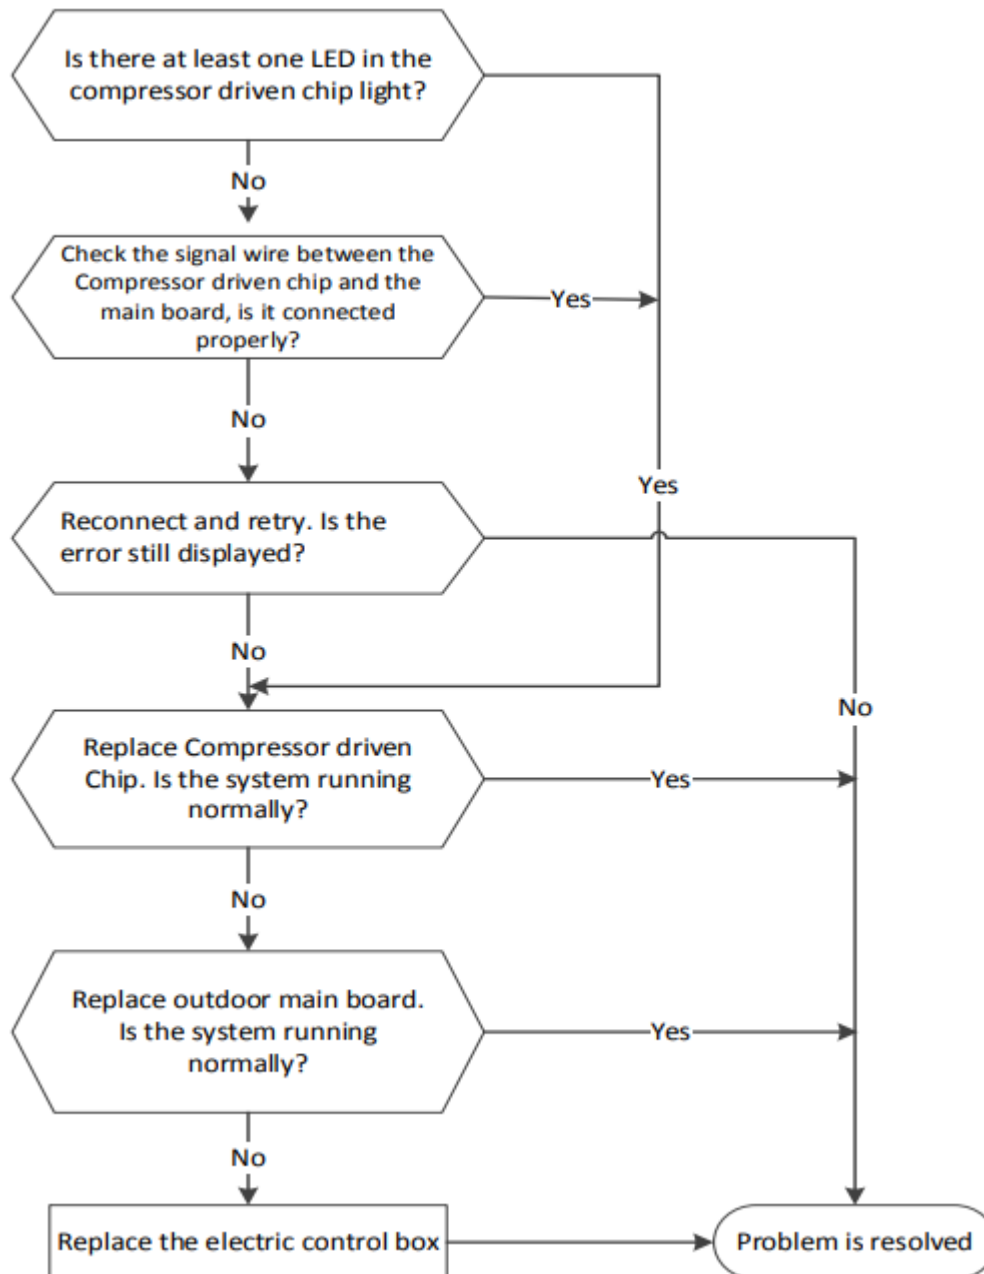 Is there at least one LED in the
compressor driven chip light?
No
Check the signal wire between the
Compressor driven chip and the
main board, is it connected
properly?
Yes
No
Yes
Reconnect and retry. Is the
error still displayed?
No
No
Replace Compressor driven
Chip. Is the system running
normally?
Yes
No
Replace outdoor main board.
Is the system running
normally?
Yes
No
Replace the electric control box
Problem is resolved